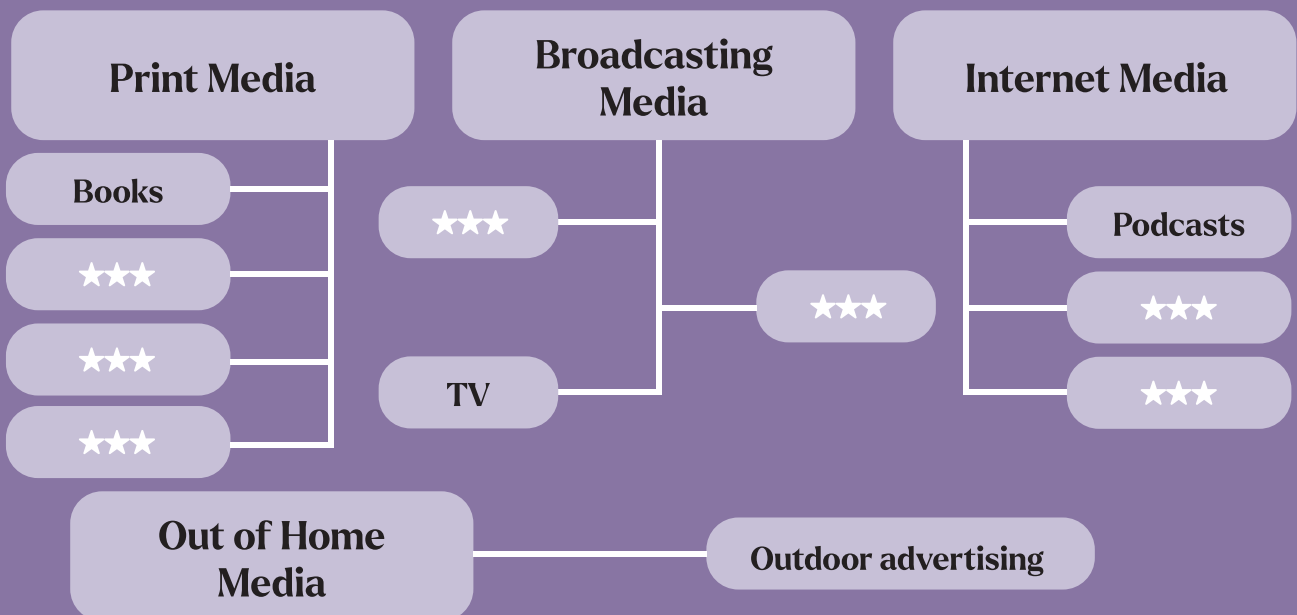 Print Media
Broadcasting
Media
Internet Media
Books
★★★
★★★
★★★
★★★
TV
★★★
Podcasts
★★★
★★★
Out of Home
Media
Outdoor advertising